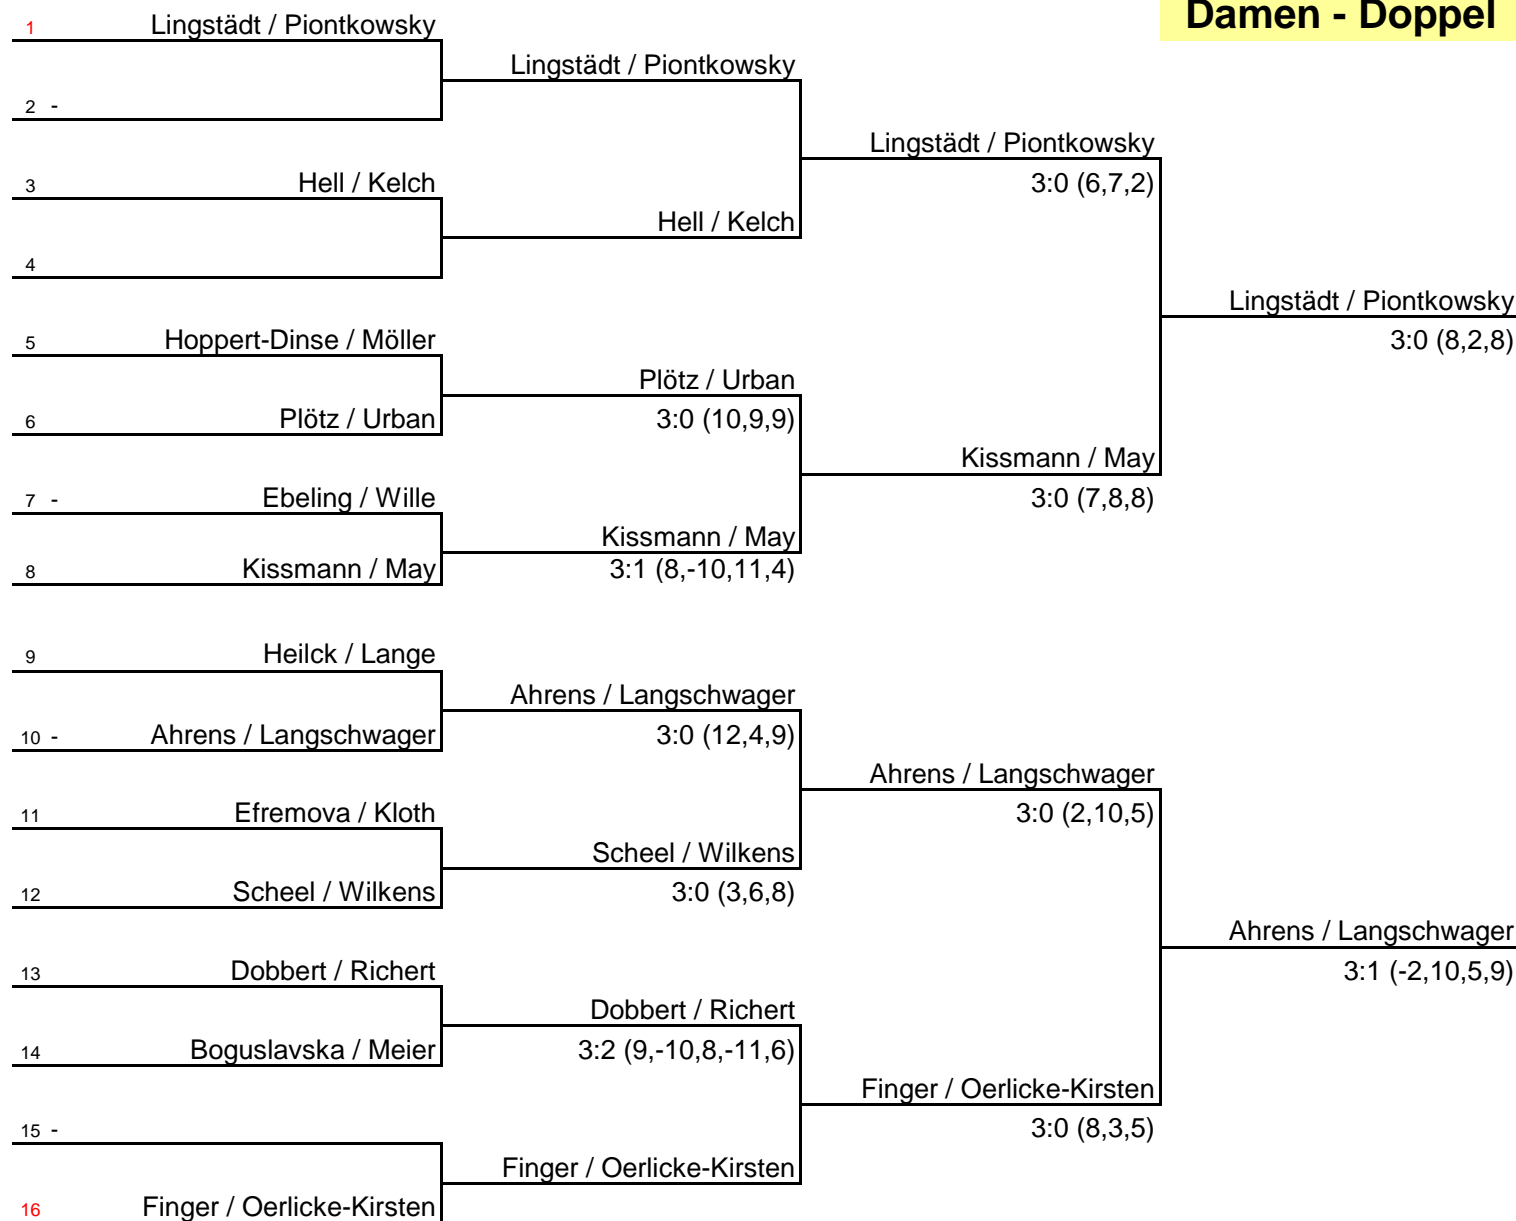 Damen - Doppel
1 Lingstädt / Piontkowsky
Lingstädt / Piontkowsky
2 -
Lingstädt / Piontkowsky
3 Hell / Kelch
3:0 (6,7,2)
Hell / Kelch
4
Lingstädt / Piontkowsky
5 Hoppert-Dinse / Möller
3:0 (8,2,8)
Plötz / Urban
6 Plötz / Urban
3:0 (10,9,9)
Kissmann / May
7 - Ebeling / Wille
3:0 (7,8,8)
Kissmann / May
8 Kissmann / May
3:1 (8,-10,11,4)
9 Heilck / Lange
Ahrens / Langschwager
10 - Ahrens / Langschwager
3:0 (12,4,9)
Ahrens / Langschwager
11 Efremova / Kloth
3:0 (2,10,5)
Scheel / Wilkens
12 Scheel / Wilkens
3:0 (3,6,8)
Ahrens / Langschwager
13 Dobbert / Richert
3:1 (-2,10,5,9)
Dobbert / Richert
14 Boguslavska / Meier
3:2 (9,-10,8,-11,6)
Finger / Oerlicke-Kirsten
15 -
3:0 (8,3,5)
Finger / Oerlicke-Kirsten
16 Finger / Oerlicke-Kirsten